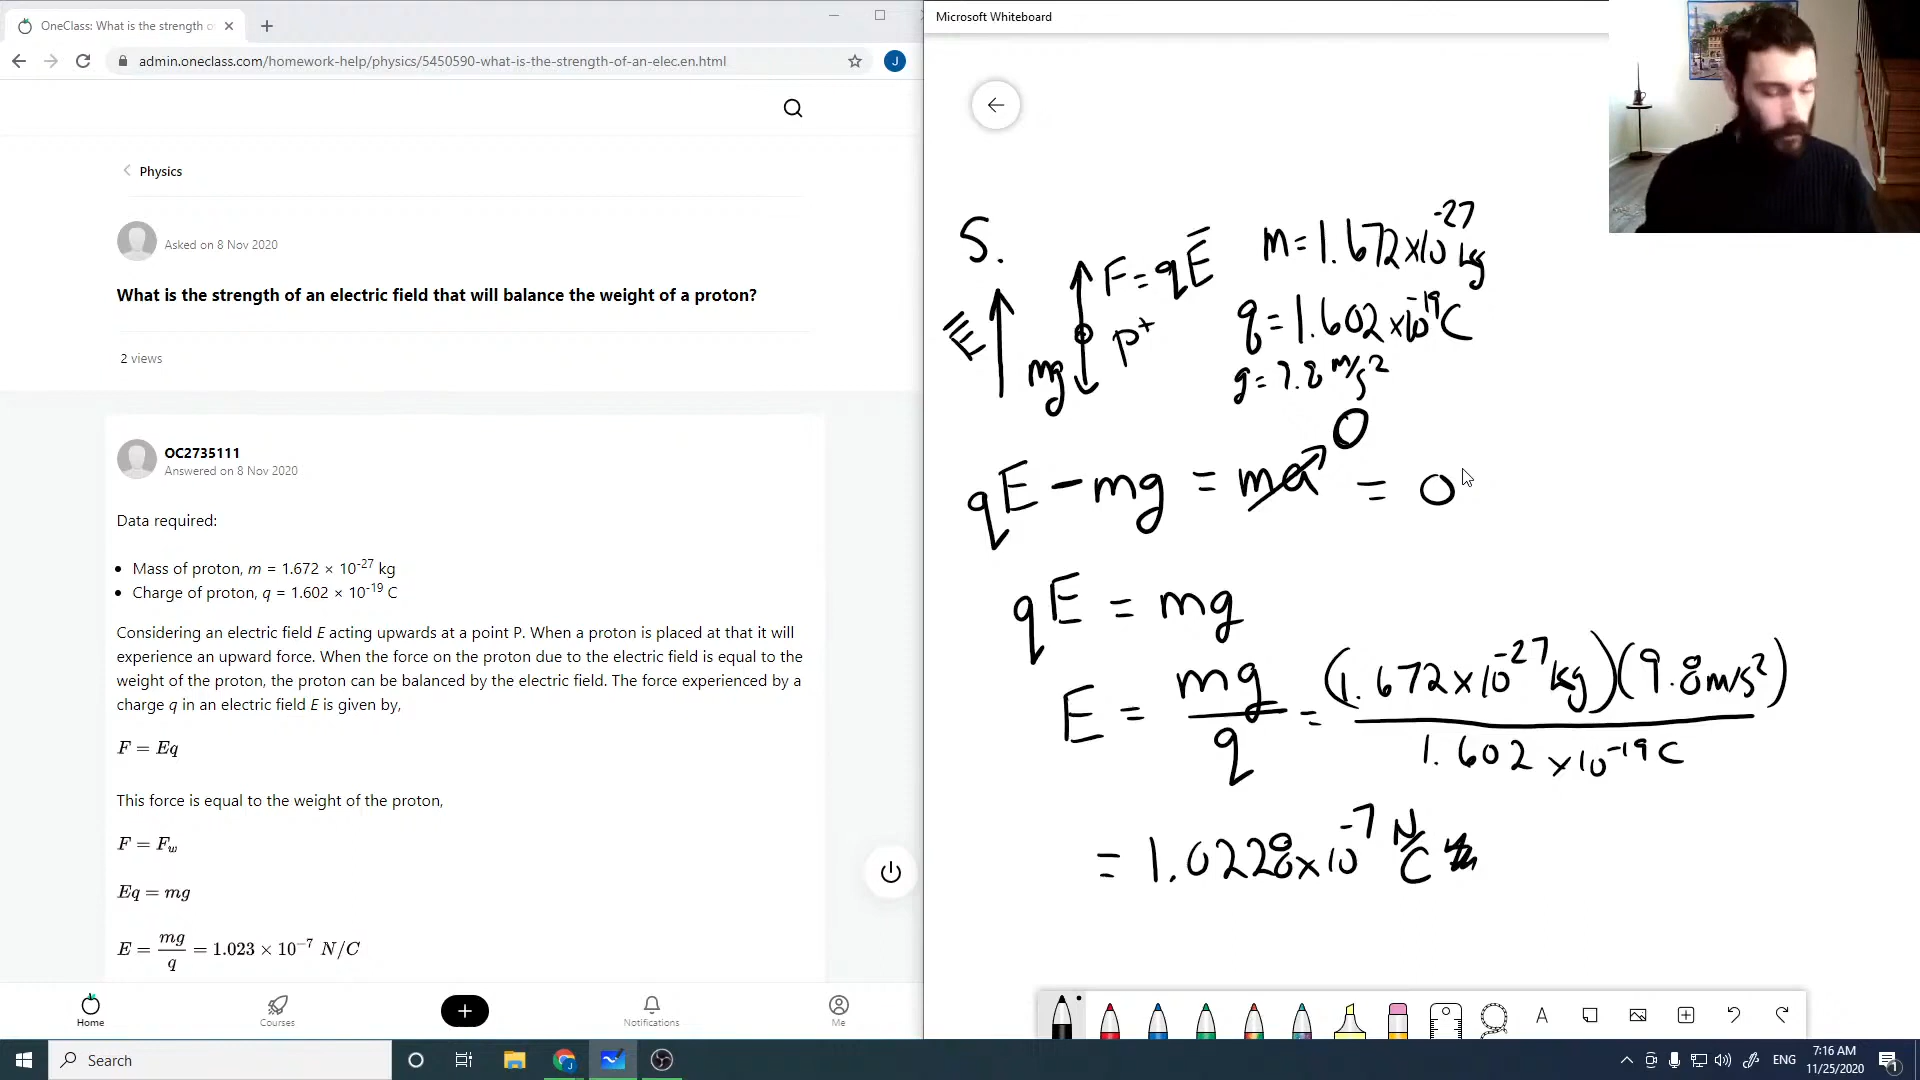 OneClass: What is the strength o
admin.oneclass.com/homework-help/physics/5450590-what-is-the-strength-of-an-elec.en.html
J
Physics
Asked on 8 Nov 2020
What is the strength of an electric field that will balance the weight of a proton?
2 views
OC2735111
Answered on 8 Nov 2020
Data required:
• Mass of proton, m = 1.672 × 10⁻²⁷ kg
• Charge of proton, q = 1.602 × 10⁻¹⁹ C
Considering an electric field E acting upwards at a point P. When a proton is placed at that it will
experience an upward force. When the force on the proton due to the electric field is equal to the
weight of the proton, the proton can be balanced by the electric field. The force experienced by a
charge q in an electric field E is given by,
F = Eq
This force is equal to the weight of the proton,
F = F_w
Eq = mg
E = mg/q = 1.023 × 10⁻⁷ N/C
Home
Courses
Notifications
Me
Microsoft Whiteboard
S.
E
F = qE
p⁺
mg
m = 1.672 x 10⁻²⁷ kg
q = 1.602 x 10⁻¹⁹ C
g = 9.8 m/s²
qE - mg = ma 0 = 0
qE = mg
E = mg/q = (1.672 x 10⁻²⁷ kg)(9.8 m/s²) / 1.602 x 10⁻¹⁹ C
= 1.0228 x 10⁻⁷ N/C
A
Search
J
ENG
7:16 AM
11/25/2020
1